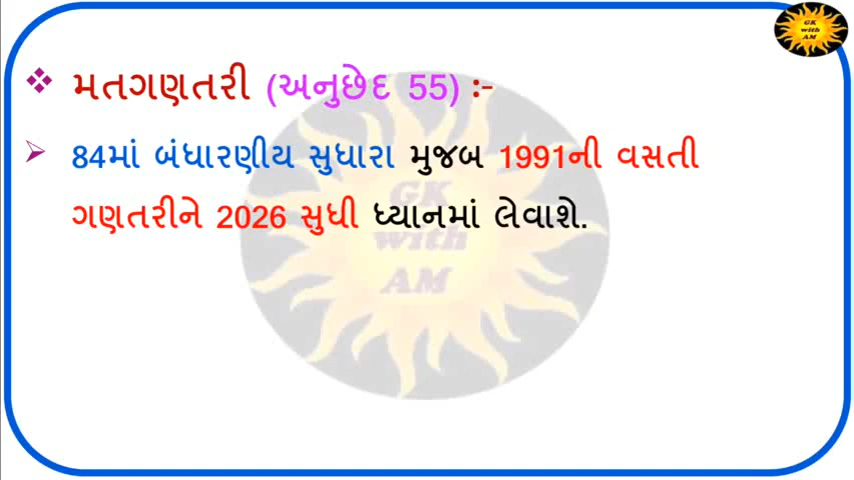 GK
with
AM
❖ મતગણતરી (અનુછેદ 55) :-
➢ 84માં બંધારણીય સુધારા મુજબ 1991ની વસતી
ગણતરીને 2026 સુધી ધ્યાનમાં લેવાશે.
GK
with
AM